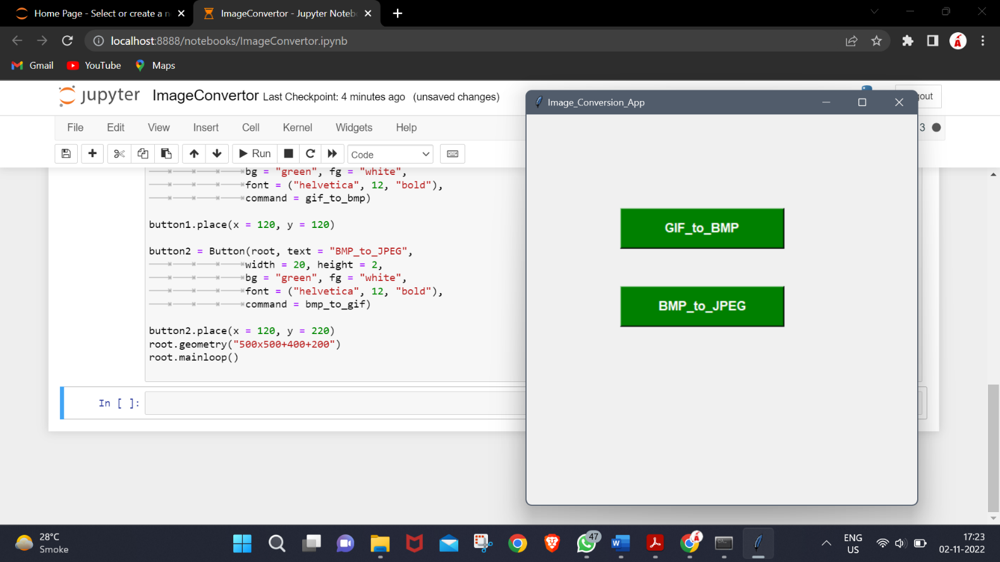 Home Page - Select or create a n
ImageConvertor - Jupyter Noteb
localhost:8888/notebooks/ImageConvertor.ipynb
Gmail
YouTube
Maps
jupyter
ImageConvertor Last Checkpoint: 4 minutes ago (unsaved changes)
File
Edit
View
Insert
Cell
Kernel
Widgets
Help
3
Run
Code
bg = "green", fg = "white",
font = ("helvetica", 12, "bold"),
command = gif_to_bmp)
button1.place(x = 120, y = 120)
button2 = Button(root, text = "BMP_to_JPEG",
width = 20, height = 2,
bg = "green", fg = "white",
font = ("helvetica", 12, "bold"),
command = bmp_to_gif)
button2.place(x = 120, y = 220)
root.geometry("500x500+400+200")
root.mainloop()
In [ ]:
Image_Conversion_App
GIF_to_BMP
BMP_to_JPEG
28°C
Smoke
47
ENG
US
17:23
02-11-2022